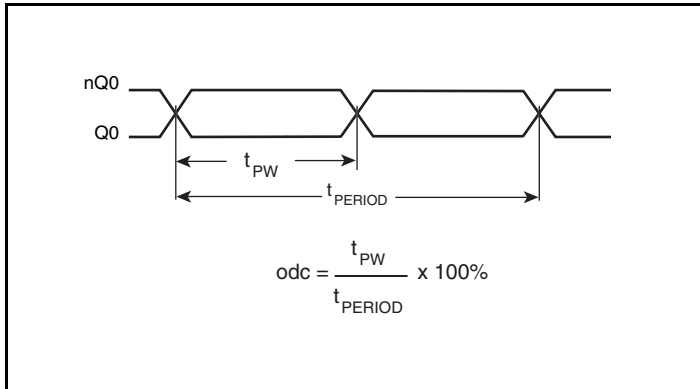 nQ0
Q0
tPW
tPERIOD
odc = tPW / tPERIOD x 100%